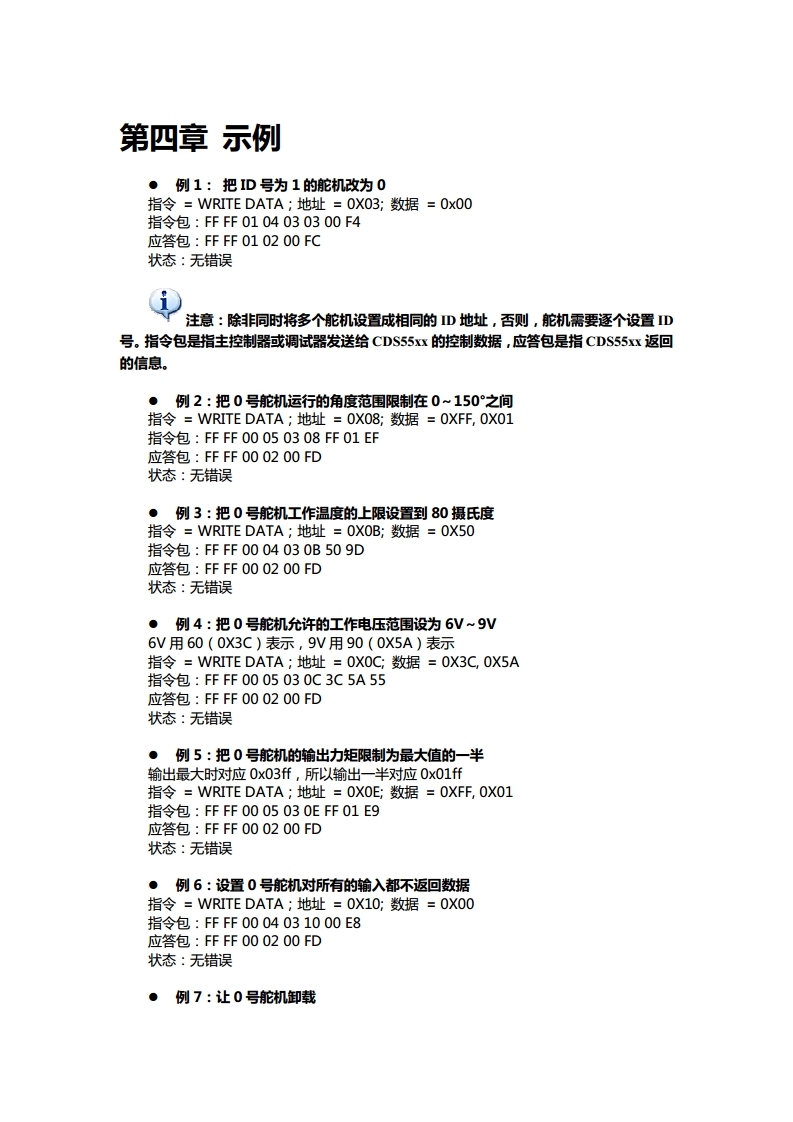 第四章 示例
● 例 1： 把 ID 号为 1 的舵机改为 0
指令 = WRITE DATA；地址 = 0X03; 数据 = 0x00
指令包：FF FF 01 04 03 03 00 F4
应答包：FF FF 01 02 00 FC
状态：无错误
注意：除非同时将多个舵机设置成相同的 ID 地址，否则，舵机需要逐个设置 ID
号。指令包是指主控制器或调试器发送给 CDS55xx 的控制数据，应答包是指 CDS55xx 返回
的信息。
● 例 2：把 0 号舵机运行的角度范围限制在 0～150°之间
指令 = WRITE DATA；地址 = 0X08; 数据 = 0XFF, 0X01
指令包：FF FF 00 05 03 08 FF 01 EF
应答包：FF FF 00 02 00 FD
状态：无错误
● 例 3：把 0 号舵机工作温度的上限设置到 80 摄氏度
指令 = WRITE DATA；地址 = 0X0B; 数据 = 0X50
指令包：FF FF 00 04 03 0B 50 9D
应答包：FF FF 00 02 00 FD
状态：无错误
● 例 4：把 0 号舵机允许的工作电压范围设为 6V～9V
6V 用 60（0X3C）表示，9V 用 90（0X5A）表示
指令 = WRITE DATA；地址 = 0X0C; 数据 = 0X3C, 0X5A
指令包：FF FF 00 05 03 0C 3C 5A 55
应答包：FF FF 00 02 00 FD
状态：无错误
● 例 5：把 0 号舵机的输出力矩限制为最大值的一半
输出最大时对应 0x03ff，所以输出一半对应 0x01ff
指令 = WRITE DATA；地址 = 0X0E; 数据 = 0XFF, 0X01
指令包：FF FF 00 05 03 0E FF 01 E9
应答包：FF FF 00 02 00 FD
状态：无错误
● 例 6：设置 0 号舵机对所有的输入都不返回数据
指令 = WRITE DATA；地址 = 0X10; 数据 = 0X00
指令包：FF FF 00 04 03 10 00 E8
应答包：FF FF 00 02 00 FD
状态：无错误
● 例 7：让 0 号舵机卸载